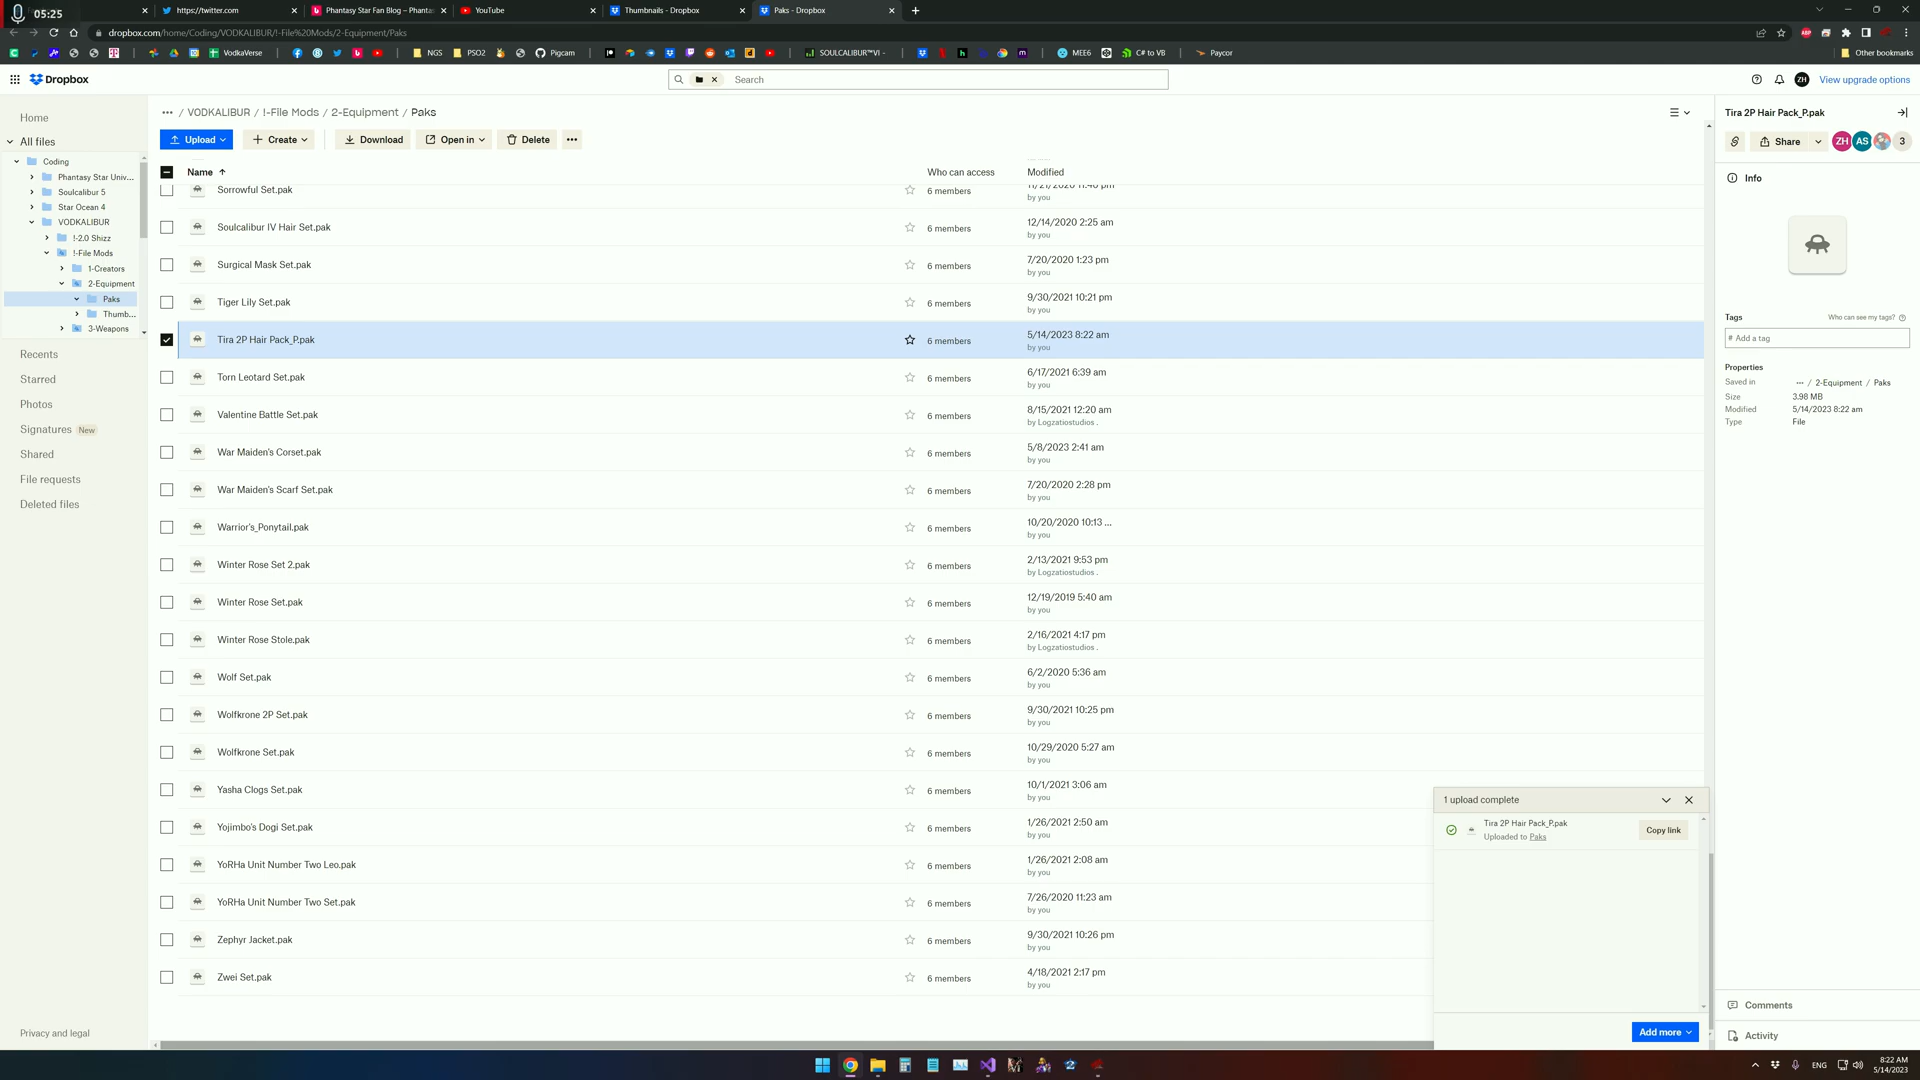 05:25
https://twitter.com
Phantasy Star Fan Blog – Phantas
YouTube
Thumbnails - Dropbox
Paks - Dropbox
dropbox.com/home/Coding/VODKALIBUR/!-File%20Mods/2-Equipment/Paks
VodkaVerse
NGS
PSO2
Pigcam
SOULCALIBUR™VI -
MEE6
C# to VB
Paycor
Other bookmarks
Dropbox
Search
ZH
View upgrade options
Home
All files
Coding
Phantasy Star Univ...
Soulcalibur 5
Star Ocean 4
VODKALIBUR
!-2.0 Shizz
!-File Mods
1-Creators
2-Equipment
Paks
Thumb...
3-Weapons
Recents
Starred
Photos
Signatures New
Shared
File requests
Deleted files
Privacy and legal
... / VODKALIBUR / !-File Mods / 2-Equipment / Paks
Upload
Create
Download
Open in
Delete
Name
Who can access
Modified
Sorrowful Set.pak
6 members
11/21/2020 11:40 pm
by you
Soulcalibur IV Hair Set.pak
6 members
12/14/2020 2:25 am
by you
Surgical Mask Set.pak
6 members
7/20/2020 1:23 pm
by you
Tiger Lily Set.pak
6 members
9/30/2021 10:21 pm
by you
Tira 2P Hair Pack_P.pak
6 members
5/14/2023 8:22 am
by you
Torn Leotard Set.pak
6 members
6/17/2021 6:39 am
by you
Valentine Battle Set.pak
6 members
8/15/2021 12:20 am
by Logzatiostudios .
War Maiden's Corset.pak
6 members
5/8/2023 2:41 am
by you
War Maiden's Scarf Set.pak
6 members
7/20/2020 2:28 pm
by you
Warrior's_Ponytail.pak
6 members
10/20/2020 10:13 ...
by you
Winter Rose Set 2.pak
6 members
2/13/2021 9:53 pm
by Logzatiostudios .
Winter Rose Set.pak
6 members
12/19/2019 5:40 am
by you
Winter Rose Stole.pak
6 members
2/16/2021 4:17 pm
by Logzatiostudios .
Wolf Set.pak
6 members
6/2/2020 5:36 am
by you
Wolfkrone 2P Set.pak
6 members
9/30/2021 10:25 pm
by you
Wolfkrone Set.pak
6 members
10/29/2020 5:27 am
by you
Yasha Clogs Set.pak
6 members
10/1/2021 3:06 am
by you
Yojimbo's Dogi Set.pak
6 members
1/26/2021 2:50 am
by you
YoRHa Unit Number Two Leo.pak
6 members
1/26/2021 2:08 am
by you
YoRHa Unit Number Two Set.pak
6 members
7/26/2020 11:23 am
by you
Zephyr Jacket.pak
6 members
9/30/2021 10:26 pm
by you
Zwei Set.pak
6 members
4/18/2021 2:17 pm
by you
Tira 2P Hair Pack_P.pak
Share
ZH
AS
3
Info
Tags
Who can see my tags?
# Add a tag
Properties
Saved in ... / 2-Equipment / Paks
Size 3.98 MB
Modified 5/14/2023 8:22 am
Type File
1 upload complete
Tira 2P Hair Pack_P.pak
Uploaded to Paks
Copy link
Add more
Comments
Activity
ENG
8:22 AM
5/14/2023